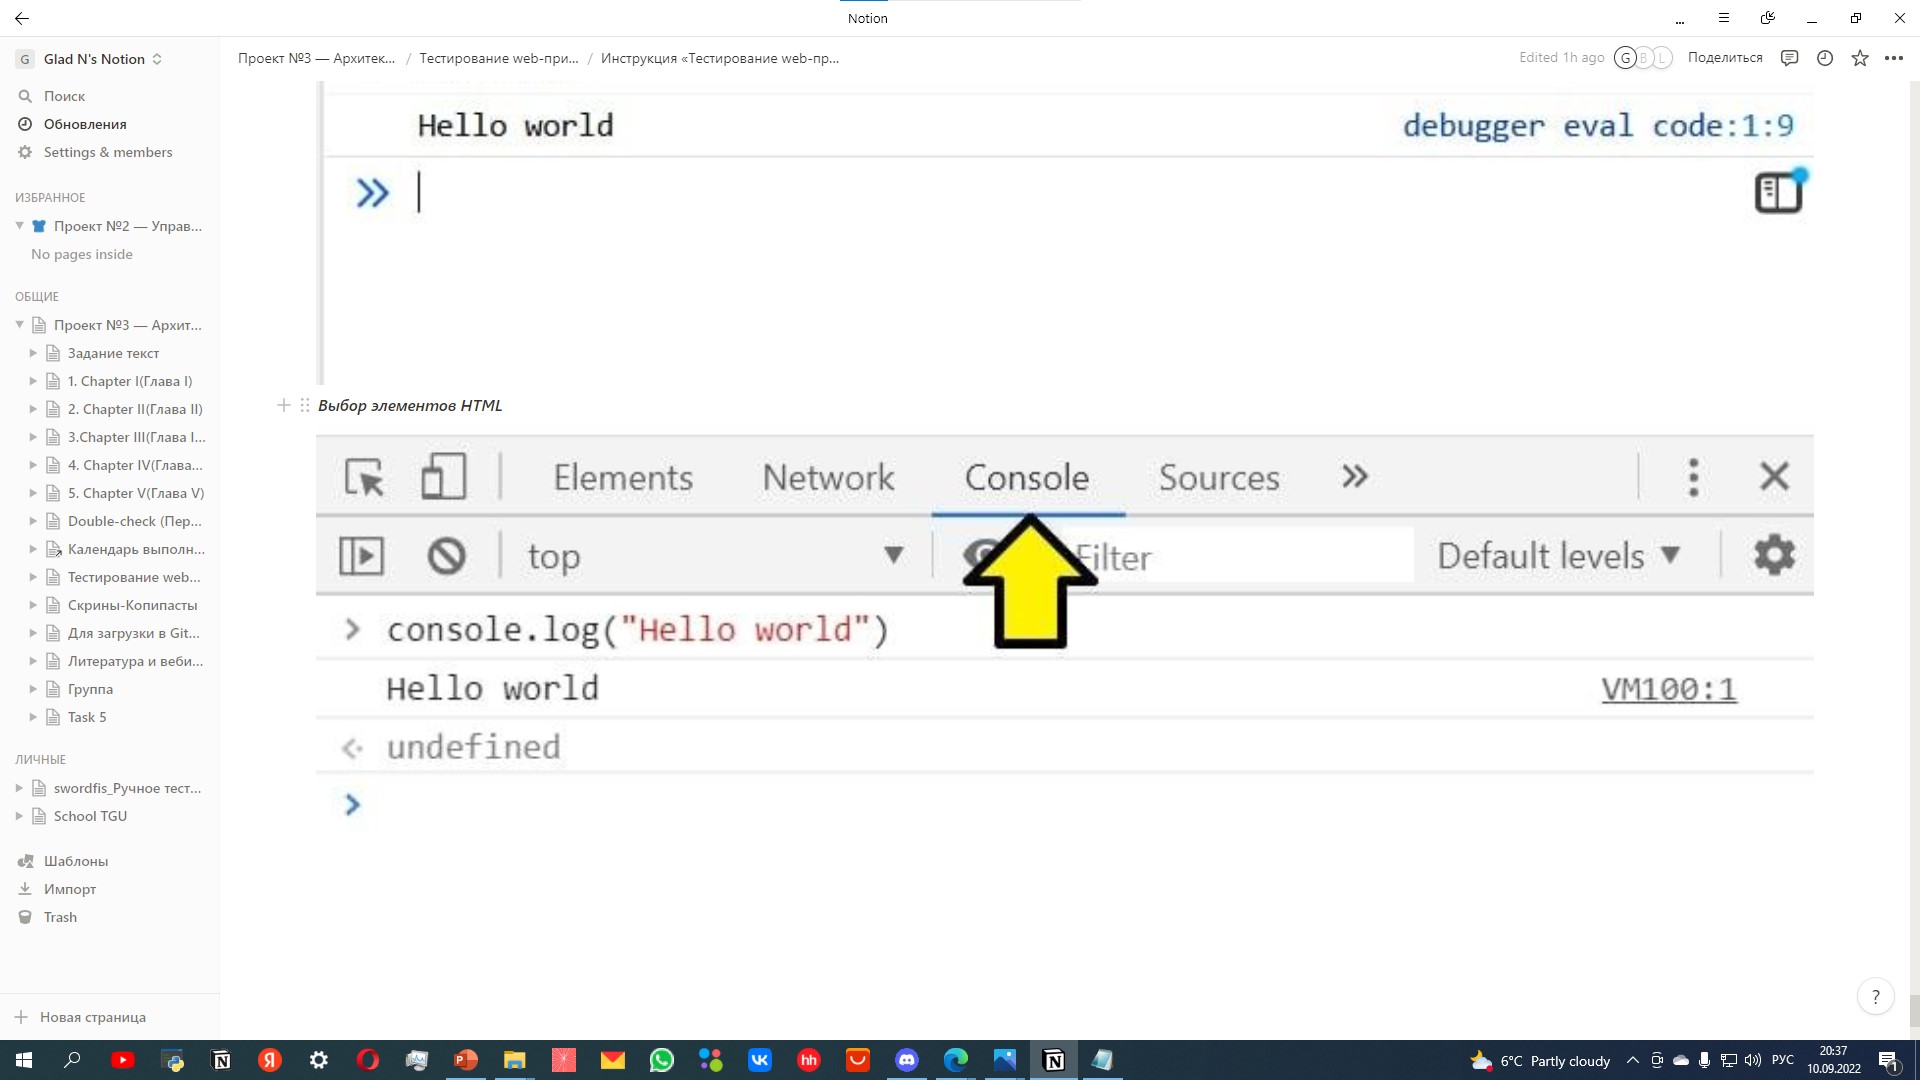 Notion
Glad N's Notion
Поиск
Обновления
Settings & members
ИЗБРАННОЕ
Проект №2 — Управ...
No pages inside
ОБЩИЕ
Проект №3 — Архит...
Задание текст
1. Chapter I(Глава I)
2. Chapter II(Глава II)
3.Chapter III(Глава I...
4. Chapter IV(Глава...
5. Chapter V(Глава V)
Double-check (Пер...
Календарь выполн...
Тестирование web...
Скрины-Копипасты
Для загрузки в Git...
Литература и веби...
Группа
Task 5
ЛИЧНЫЕ
swordfis_Ручное тест...
School TGU
Шаблоны
Импорт
Trash
Новая страница
Проект №3 — Архитек... / Тестирование web-при... / Инструкция «Тестирование web-пр...
Edited 1h ago G B L Поделиться
Hello world debugger eval code:1:9
Выбор элементов HTML
Elements Network Console Sources
top Filter Default levels
console.log("Hello world")
Hello world VM100:1
undefined
?
6°C Partly cloudy РУС 20:37
10.09.2022